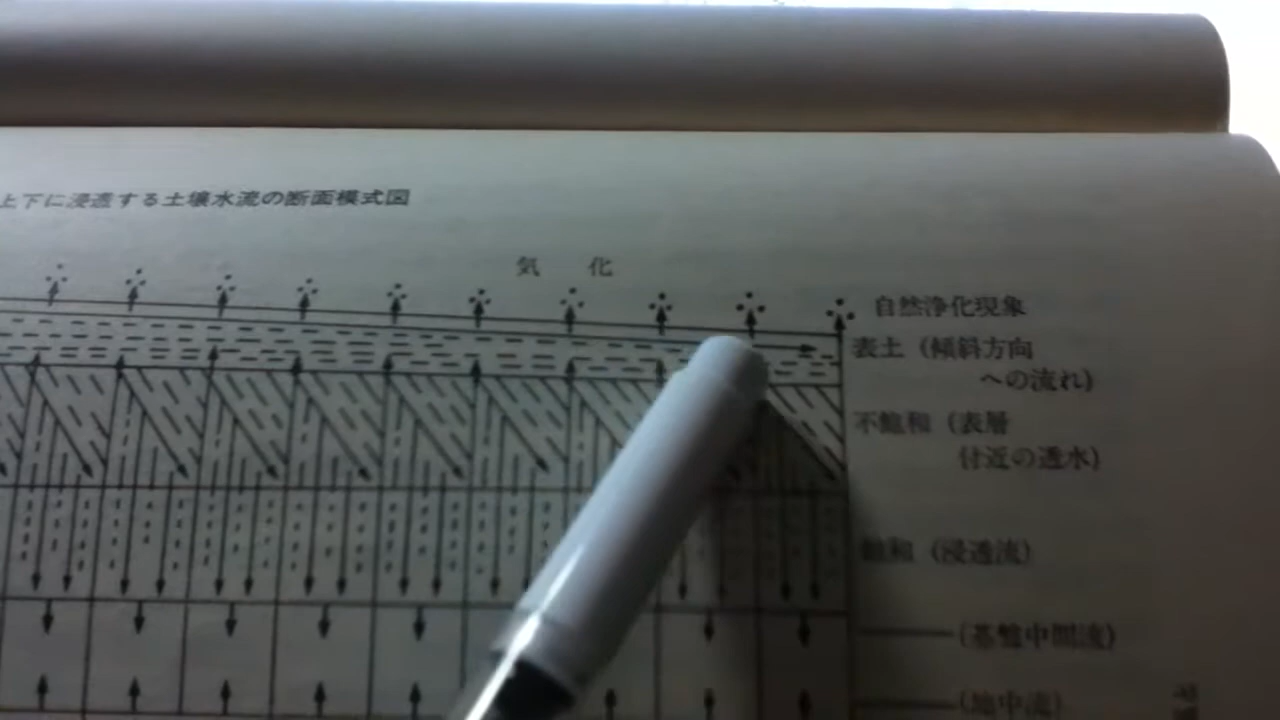 上下に浸透する土壌水流の断面模式図
気 化
自然浄化現象
表土（傾斜方向
への流れ）
不飽和（表層
付近の透水）
飽和（浸透流）
（基盤中間流）
（地中流）